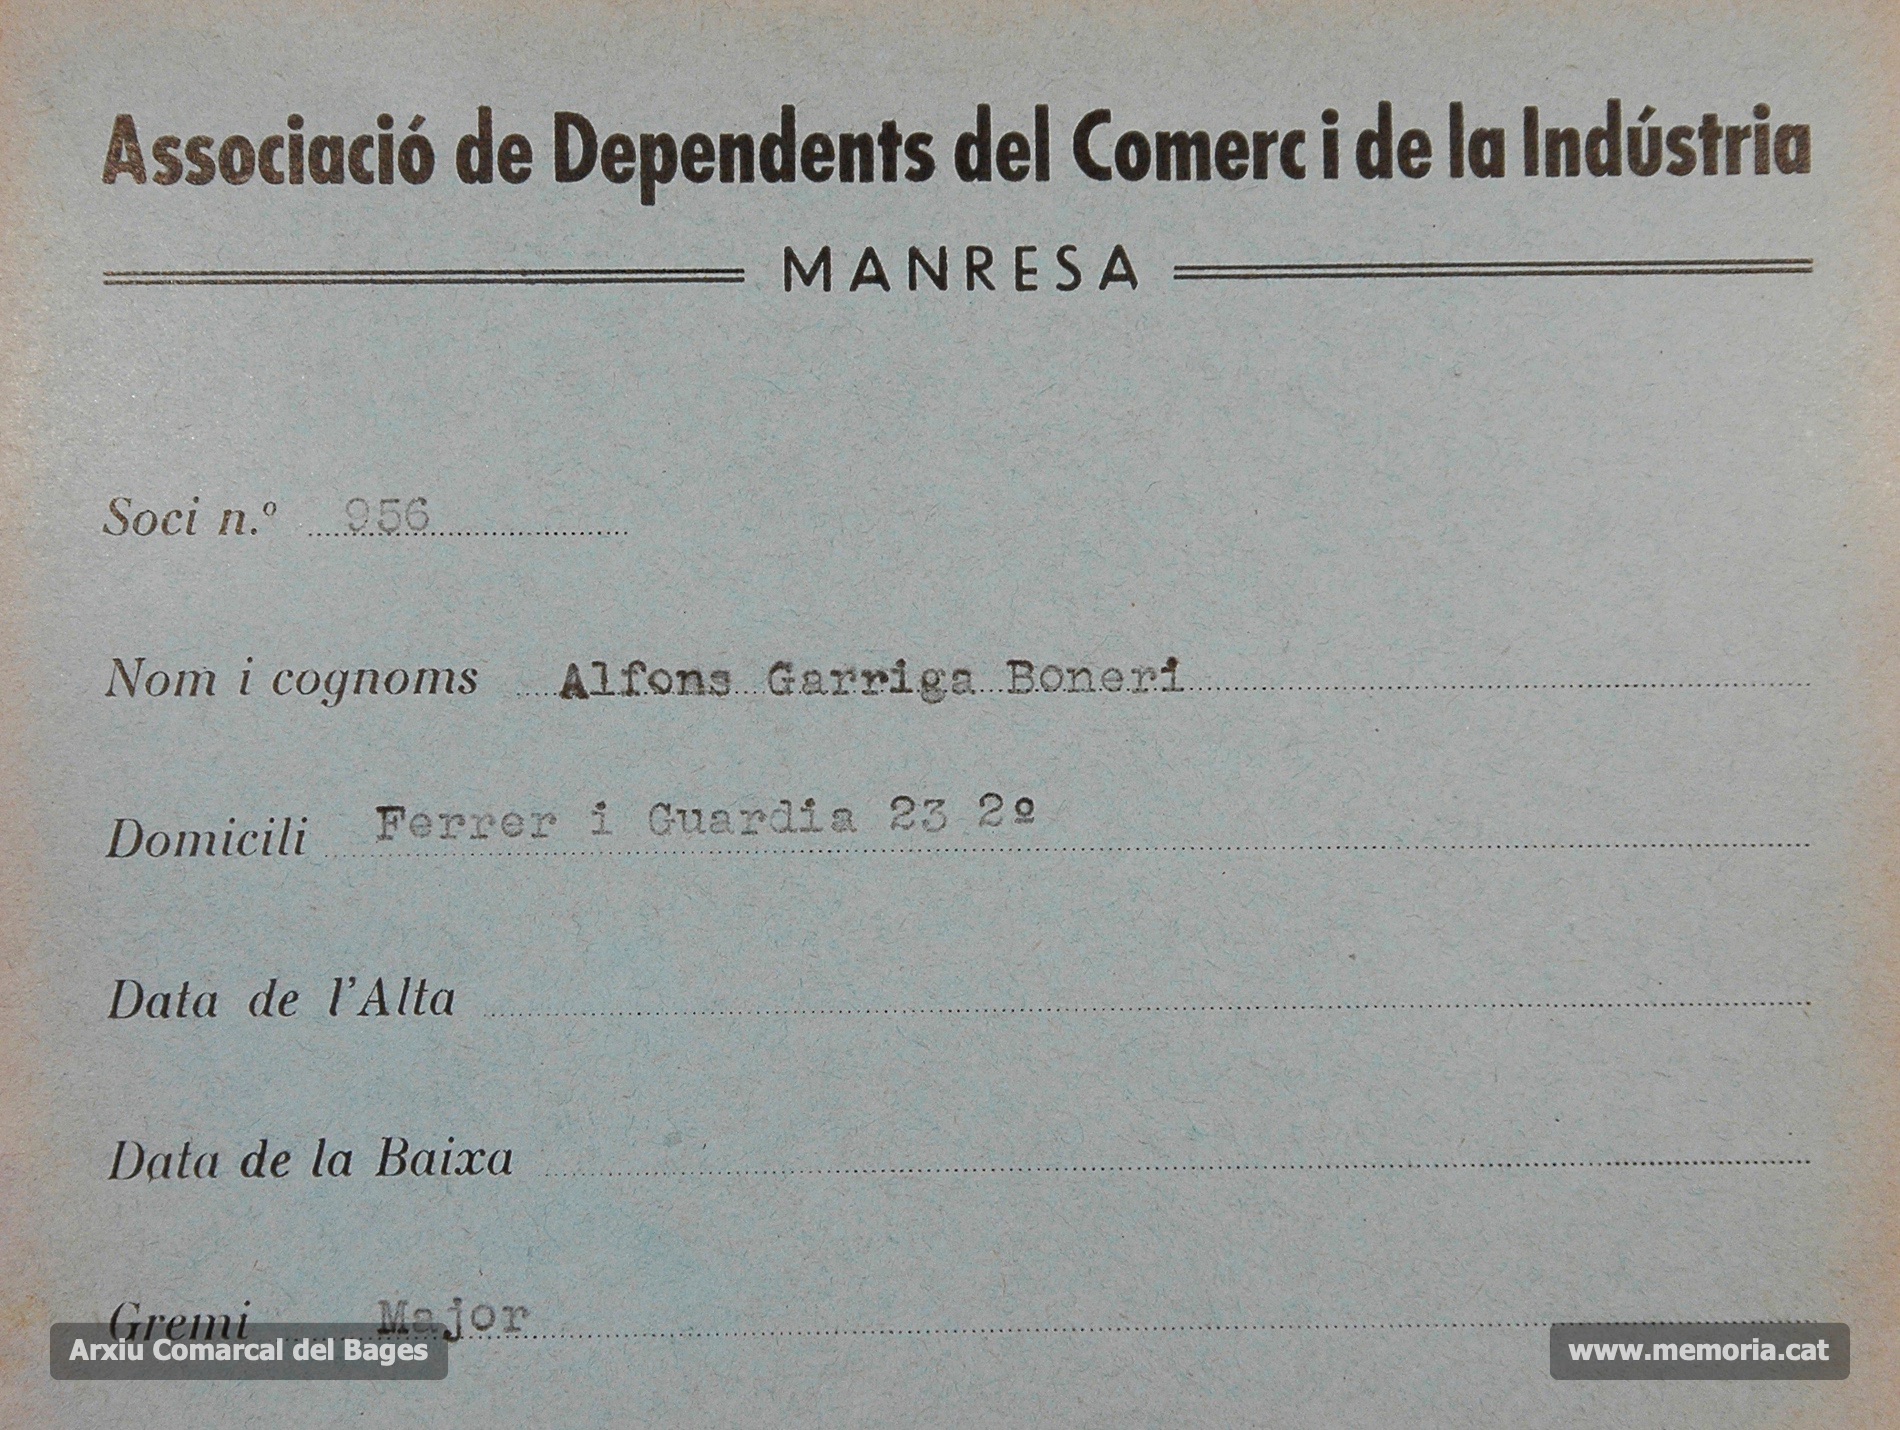 Associació de Dependents del Comerc i de la Indústria
MANRESA
Soci n.º 956
Nom i cognoms Alfons Garriga Boneri
Domicili Ferrer i Guardia 23 2º
Data de l'Alta
Data de la Baixa
Gremi Major
Arxiu Comarcal del Bages
www.memoria.cat